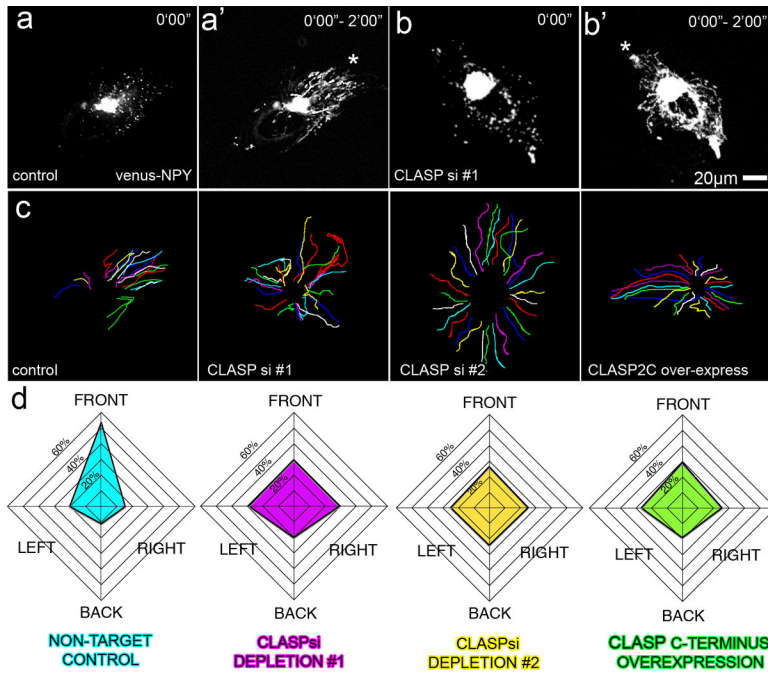 a
0'00"
control
venus-NPY
a'
0'00"- 2'00"
*
b
0'00"
CLASP si #1
b'
0'00"- 2'00"
*
20µm
c
control
CLASP si #1
CLASP si #2
CLASP2C over-express
d
FRONT
60%
40%
20%
LEFT
RIGHT
BACK
NON-TARGET
CONTROL
FRONT
60%
40%
20%
LEFT
RIGHT
BACK
CLASPsi
DEPLETION #1
FRONT
60%
40%
20%
LEFT
RIGHT
BACK
CLASPsi
DEPLETION #2
FRONT
60%
40%
20%
LEFT
RIGHT
BACK
CLASP C-TERMINUS
OVEREXPRESSION